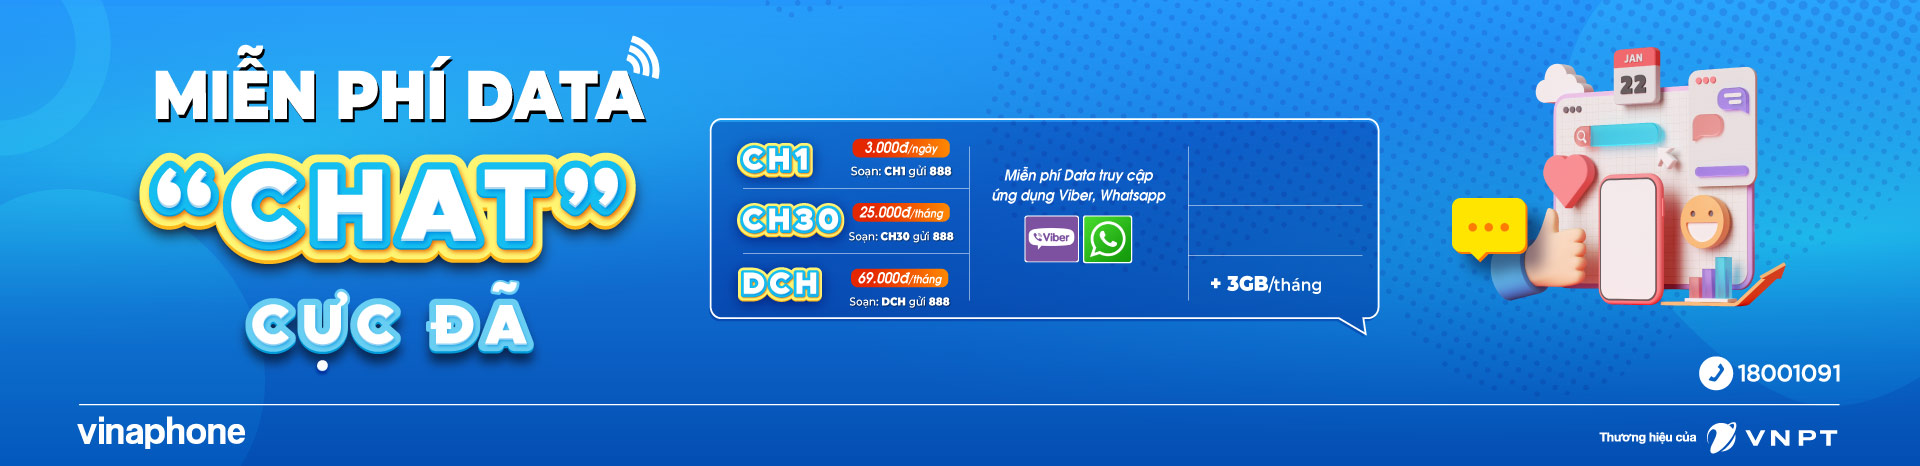 MIỄN PHÍ DATA
“CHAT”
CỰC ĐÃ
CH1
3.000đ/ngày
Soạn: CH1 gửi 888
CH30
25.000đ/tháng
Soạn: CH30 gửi 888
DCH
69.000đ/tháng
Soạn: DCH gửi 888
Miễn phí Data truy cập
ứng dụng Viber, Whatsapp
Viber
+ 3GB/tháng
JAN
22
18001091
vinaphone
Thương hiệu của
VNPT